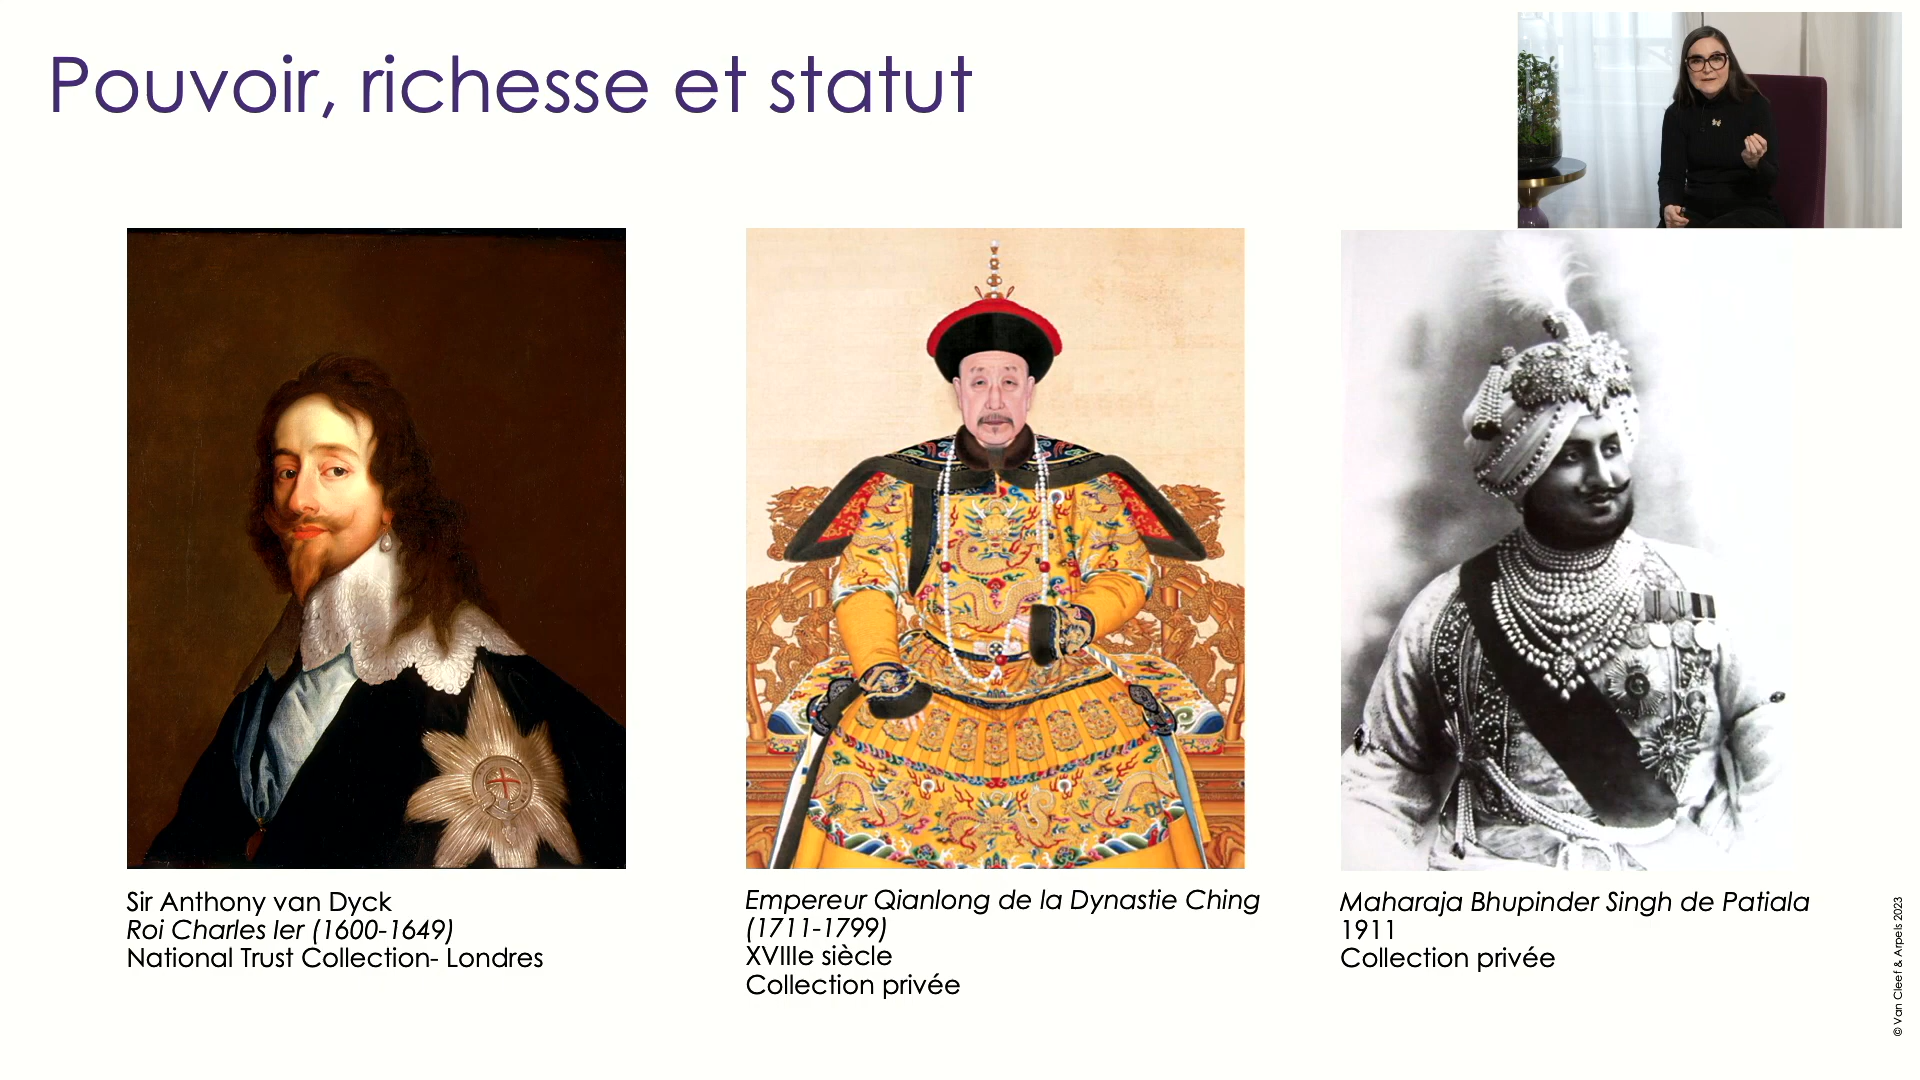 Pouvoir, richesse et statut
Sir Anthony van Dyck
Roi Charles Ier (1600-1649)
National Trust Collection- Londres
Empereur Qianlong de la Dynastie Ching
(1711-1799)
XVIIIe siècle
Collection privée
Maharaja Bhupinder Singh de Patiala
1911
Collection privée
© Van Cleef & Arpels 2023